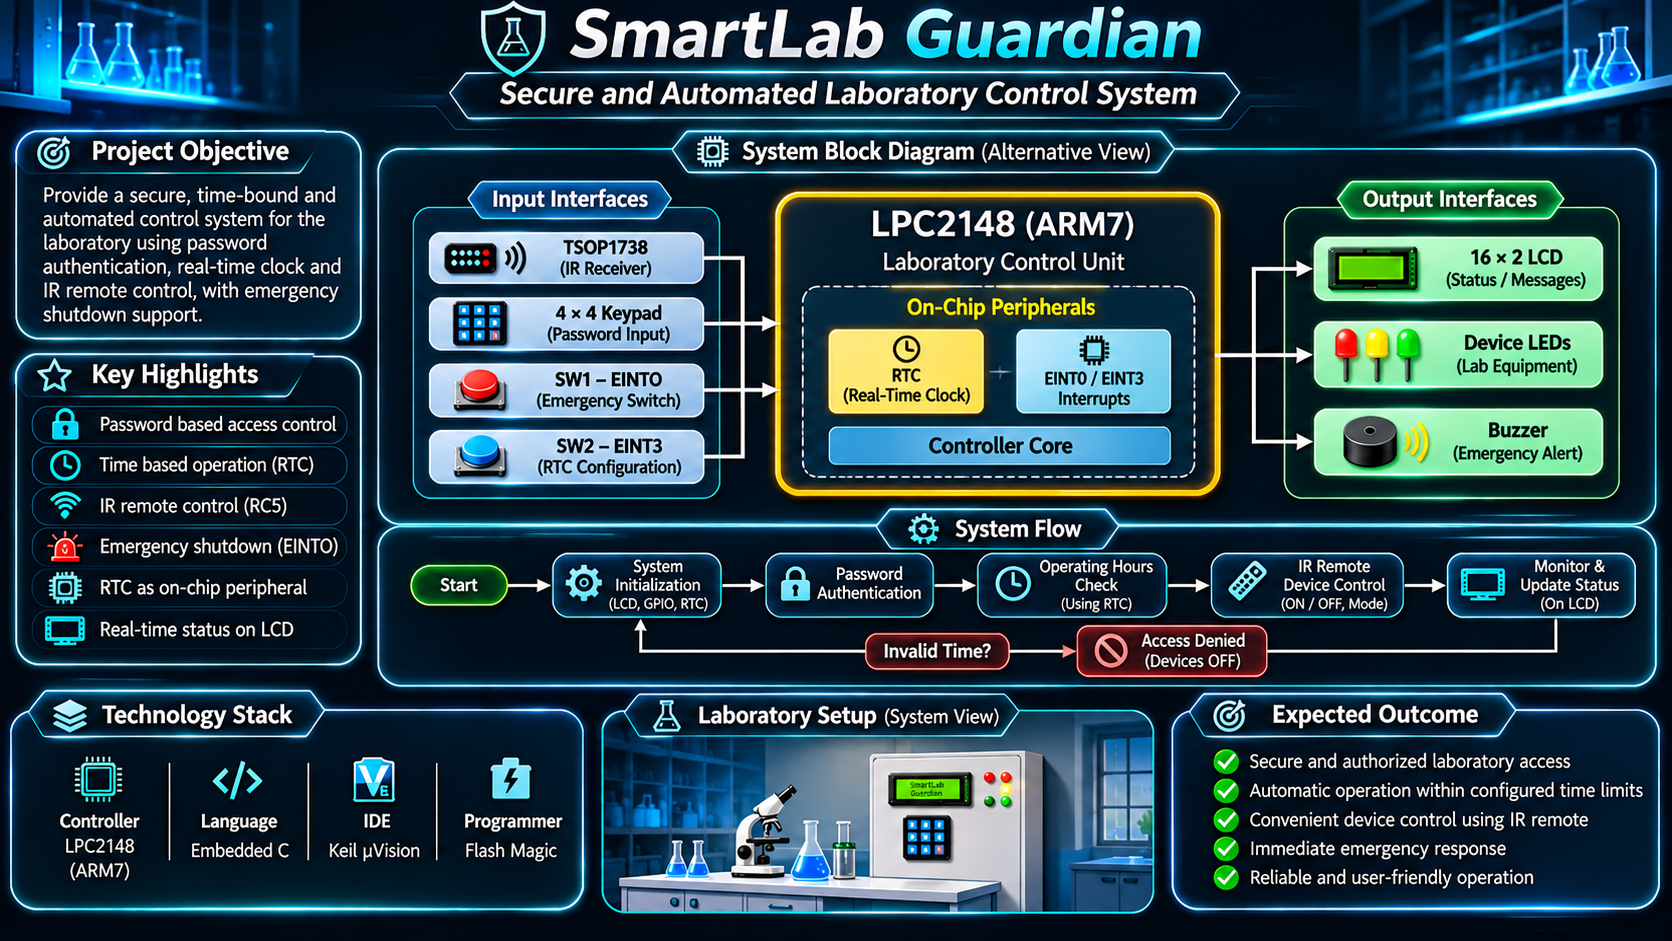 SmartLab Guardian
Secure and Automated Laboratory Control System
Project Objective
Provide a secure, time-bound and
automated control system for the
laboratory using password
authentication, real-time clock and
IR remote control, with emergency
shutdown support.
Key Highlights
Password based access control
Time based operation (RTC)
IR remote control (RC5)
Emergency shutdown (EINTO)
RTC as on-chip peripheral
Real-time status on LCD
System Block Diagram (Alternative View)
Input Interfaces
TSOP1738
(IR Receiver)
4 × 4 Keypad
(Password Input)
SW1 – EINTO
(Emergency Switch)
SW2 – EINT3
(RTC Configuration)
LPC2148 (ARM7)
Laboratory Control Unit
On-Chip Peripherals
RTC
(Real-Time Clock)
EINT0 / EINT3
Interrupts
Controller Core
Output Interfaces
16 × 2 LCD
(Status / Messages)
Device LEDs
(Lab Equipment)
Buzzer
(Emergency Alert)
System Flow
Start
System
Initialization
(LCD, GPIO, RTC)
Password
Authentication
Operating Hours
Check
(Using RTC)
IR Remote
Device Control
(ON / OFF, Mode)
Monitor &
Update Status
(On LCD)
Invalid Time?
Access Denied
(Devices OFF)
Technology Stack
Controller
LPC2148
(ARM7)
Language
Embedded C
IDE
Keil µVision
Programmer
Flash Magic
Laboratory Setup (System View)
SmartLab
Guardian
Expected Outcome
Secure and authorized laboratory access
Automatic operation within configured time limits
Convenient device control using IR remote
Immediate emergency response
Reliable and user-friendly operation